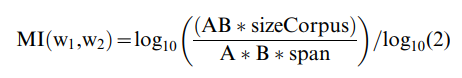 MI(w₁,w₂)=log₁₀((AB * sizeCorpus)/(A * B * span))/log₁₀(2)